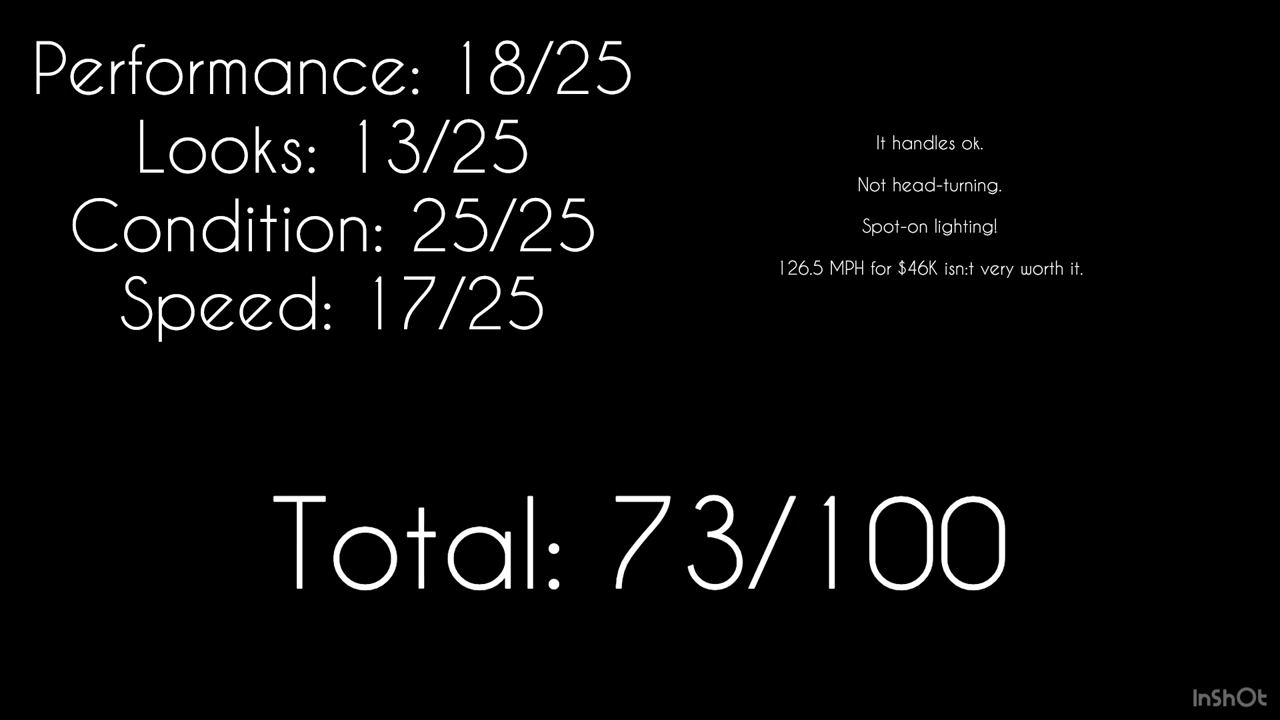 Performance: 18/25
Looks: 13/25
Condition: 25/25
Speed: 17/25
It handles ok.
Not head-turning.
Spot-on lighting!
126.5 MPH for $46K isn:t very worth it.
Total: 73/100
InShOt